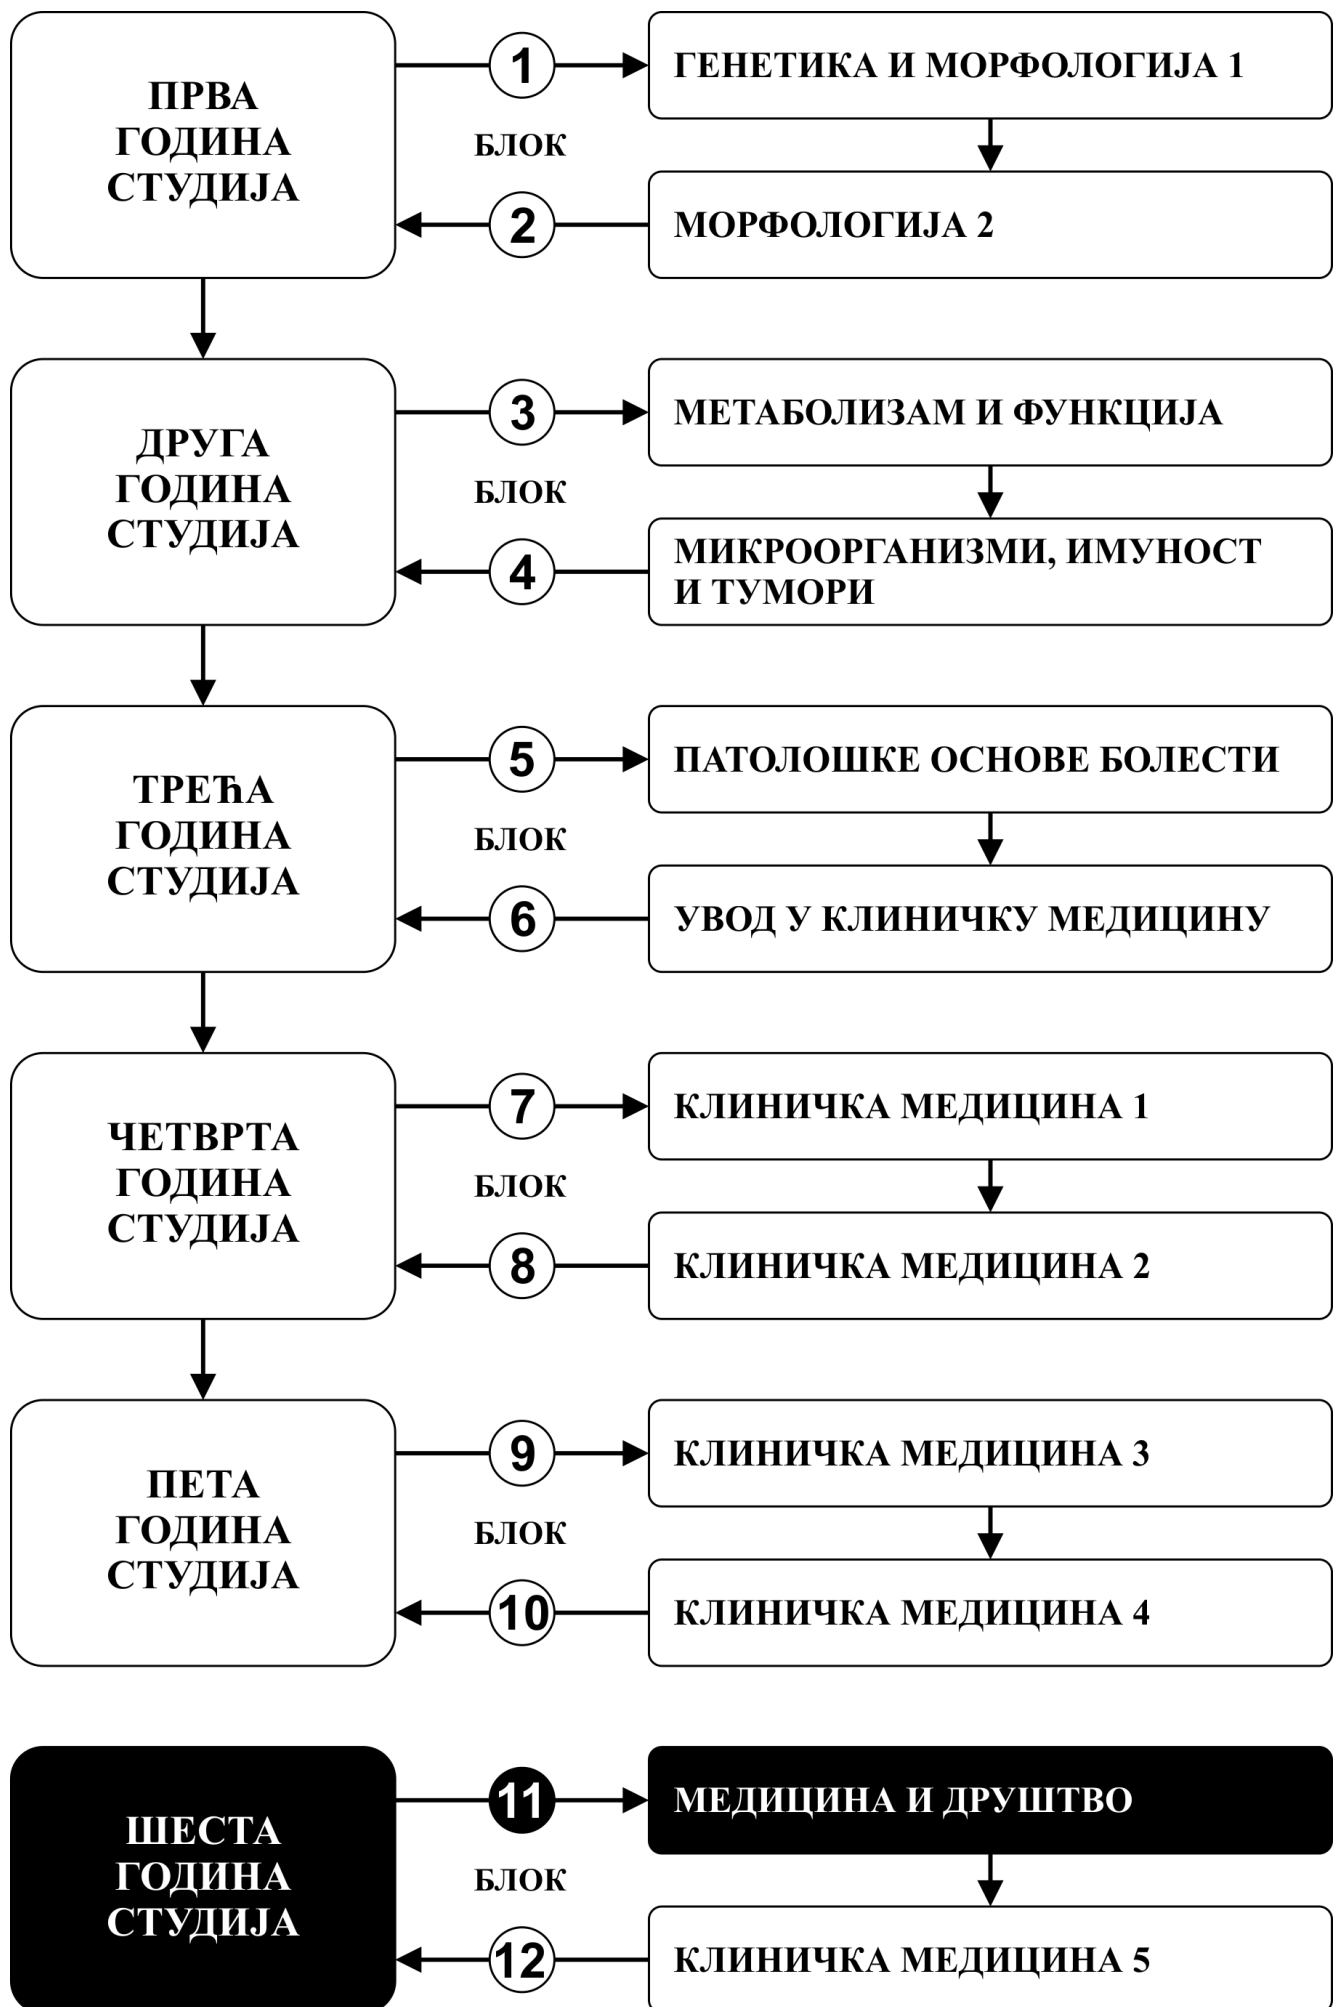 ПРВА
ГОДИНА
СТУДИЈА
1
ГЕНЕТИКА И МОРФОЛОГИЈА 1
БЛОК
2
МОРФОЛОГИЈА 2
ДРУГА
ГОДИНА
СТУДИЈА
3
МЕТАБОЛИЗАМ И ФУНКЦИЈА
БЛОК
4
МИКРООРГАНИЗМИ, ИМУНОСТ
И ТУМОРИ
ТРЕЋА
ГОДИНА
СТУДИЈА
5
ПАТОЛОШКЕ ОСНОВЕ БОЛЕСТИ
БЛОК
6
УВОД У КЛИНИЧКУ МЕДИЦИНУ
ЧЕТВРТА
ГОДИНА
СТУДИЈА
7
КЛИНИЧКА МЕДИЦИНА 1
БЛОК
8
КЛИНИЧКА МЕДИЦИНА 2
ПЕТА
ГОДИНА
СТУДИЈА
9
КЛИНИЧКА МЕДИЦИНА 3
БЛОК
10
КЛИНИЧКА МЕДИЦИНА 4
ШЕСТА
ГОДИНА
СТУДИЈА
11
МЕДИЦИНА И ДРУШТВО
БЛОК
12
КЛИНИЧКА МЕДИЦИНА 5